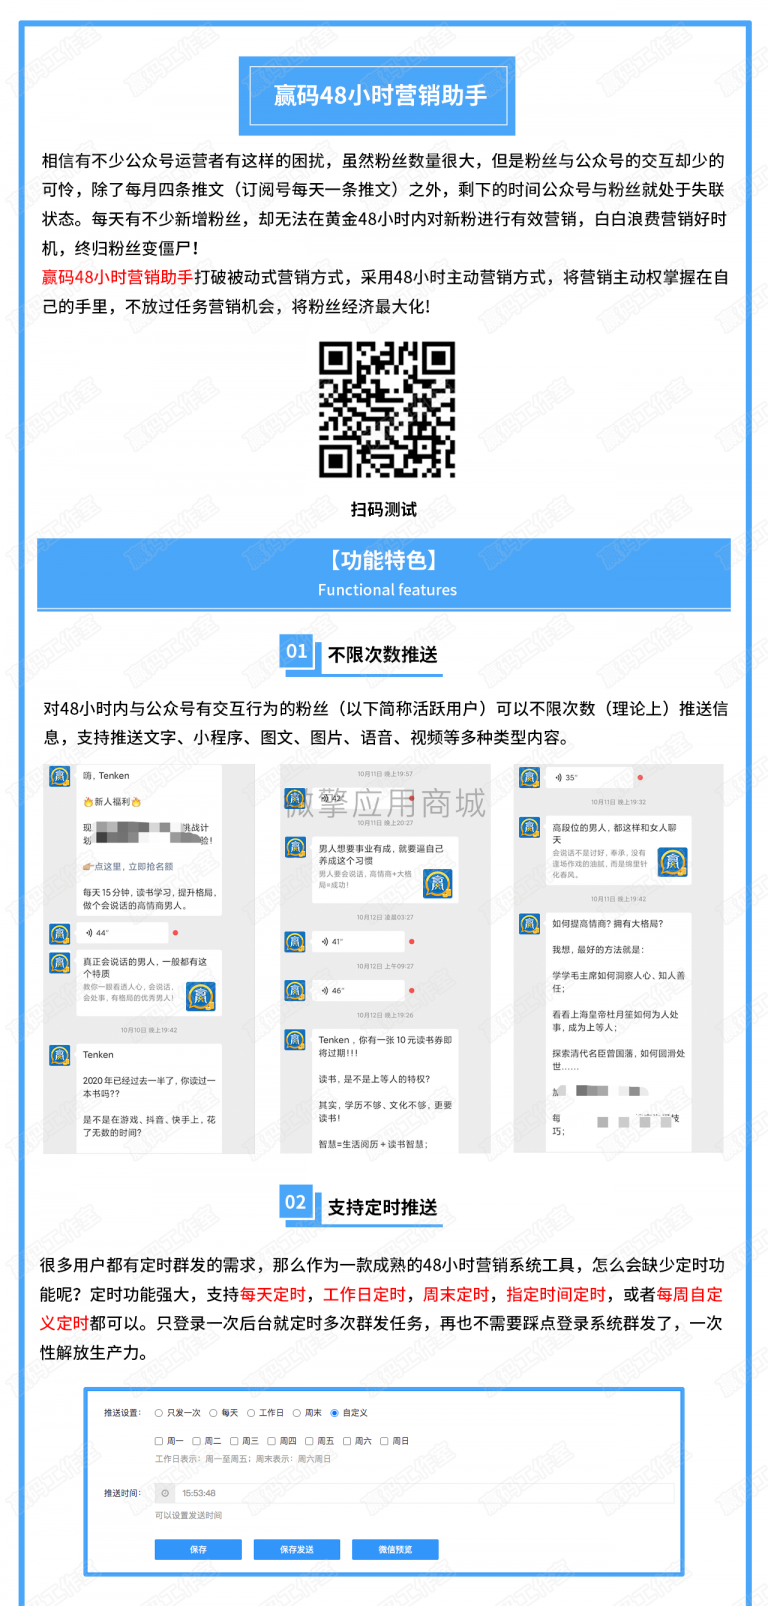 赢码48小时营销助手
相信有不少公众号运营者有这样的困扰，虽然粉丝数量很大，但是粉丝与公众号的交互却少的
可怜，除了每月四条推文（订阅号每天一条推文）之外，剩下的时间公众号与粉丝就处于失联
状态。每天有不少新增粉丝，却无法在黄金48小时内对新粉进行有效营销，白白浪费营销好时
机，终归粉丝变僵尸！
赢码48小时营销助手打破被动式营销方式，采用48小时主动营销方式，将营销主动权掌握在自
己的手里，不放过任务营销机会，将粉丝经济最大化!
扫码测试
【功能特色】
Functional features
01 不限次数推送
对48小时内与公众号有交互行为的粉丝（以下简称活跃用户）可以不限次数（理论上）推送信
息，支持推送文字、小程序、图文、图片、语音、视频等多种类型内容。
微擎应用商城
嗨，Tenken
新人福利
现 挑战计
划 验!
点这里，立即抢名额
每天 15 分钟，读书学习，提升格局，
做个会说话的高情商男人。
44"
真正会说话的男人，一般都有这
个特质
教你一眼看透人心，会说话，
会处事，有格局的优秀男人!
10月10日 晚上19:42
Tenken
2020 年已经过去一半了，你读过一
本书吗??
是不是在游戏、抖音、快手上，花
了无数的时间?
10月11日 晚上19:57
42"
10月11日 晚上20:27
男人想要事业有成，就要逼自己
养成这个习惯
男人要会说话，高情商+大格
局=成功!
10月12日 凌晨03:27
41"
10月12日 上午09:27
46"
10月12日 晚上19:26
Tenken，你有一张 10 元读书券即
将过期!!!
读书，是不是上等人的特权?
其实，学历不够、文化不够，更要
读书!
智慧=生活阅历＋读书智慧;
35"
10月11日 晚上19:32
高段位的男人，都这样和女人聊
天
会说话不是讨好，奉承，没有
逢场作戏的油腻，而是绵里针
化春风。
10月11日 晚上19:42
如何提高情商? 拥有大格局?
我想，最好的方法就是:
学学毛主席如何洞察人心、知人善
任;
看看上海皇帝杜月笙如何为人处
事，成为上等人;
探索清代名臣曾国藩，如何圆滑处
世......
每 技
巧;
02 支持定时推送
很多用户都有定时群发的需求，那么作为一款成熟的48小时营销系统工具，怎么会缺少定时功
能呢？定时功能强大，支持每天定时，工作日定时，周末定时，指定时间定时，或者每周自定
义定时都可以。只登录一次后台就定时多次群发任务，再也不需要踩点登录系统群发了，一次
性解放生产力。
推送设置: 只发一次 每天 工作日 周末 自定义
周一 周二 周三 周四 周五 周六 周日
工作日表示：周一至周五；周末表示：周六周日
推送时间: 15:53:48
可以设置发送时间
保存 保存发送 微信预览
赢码工作室